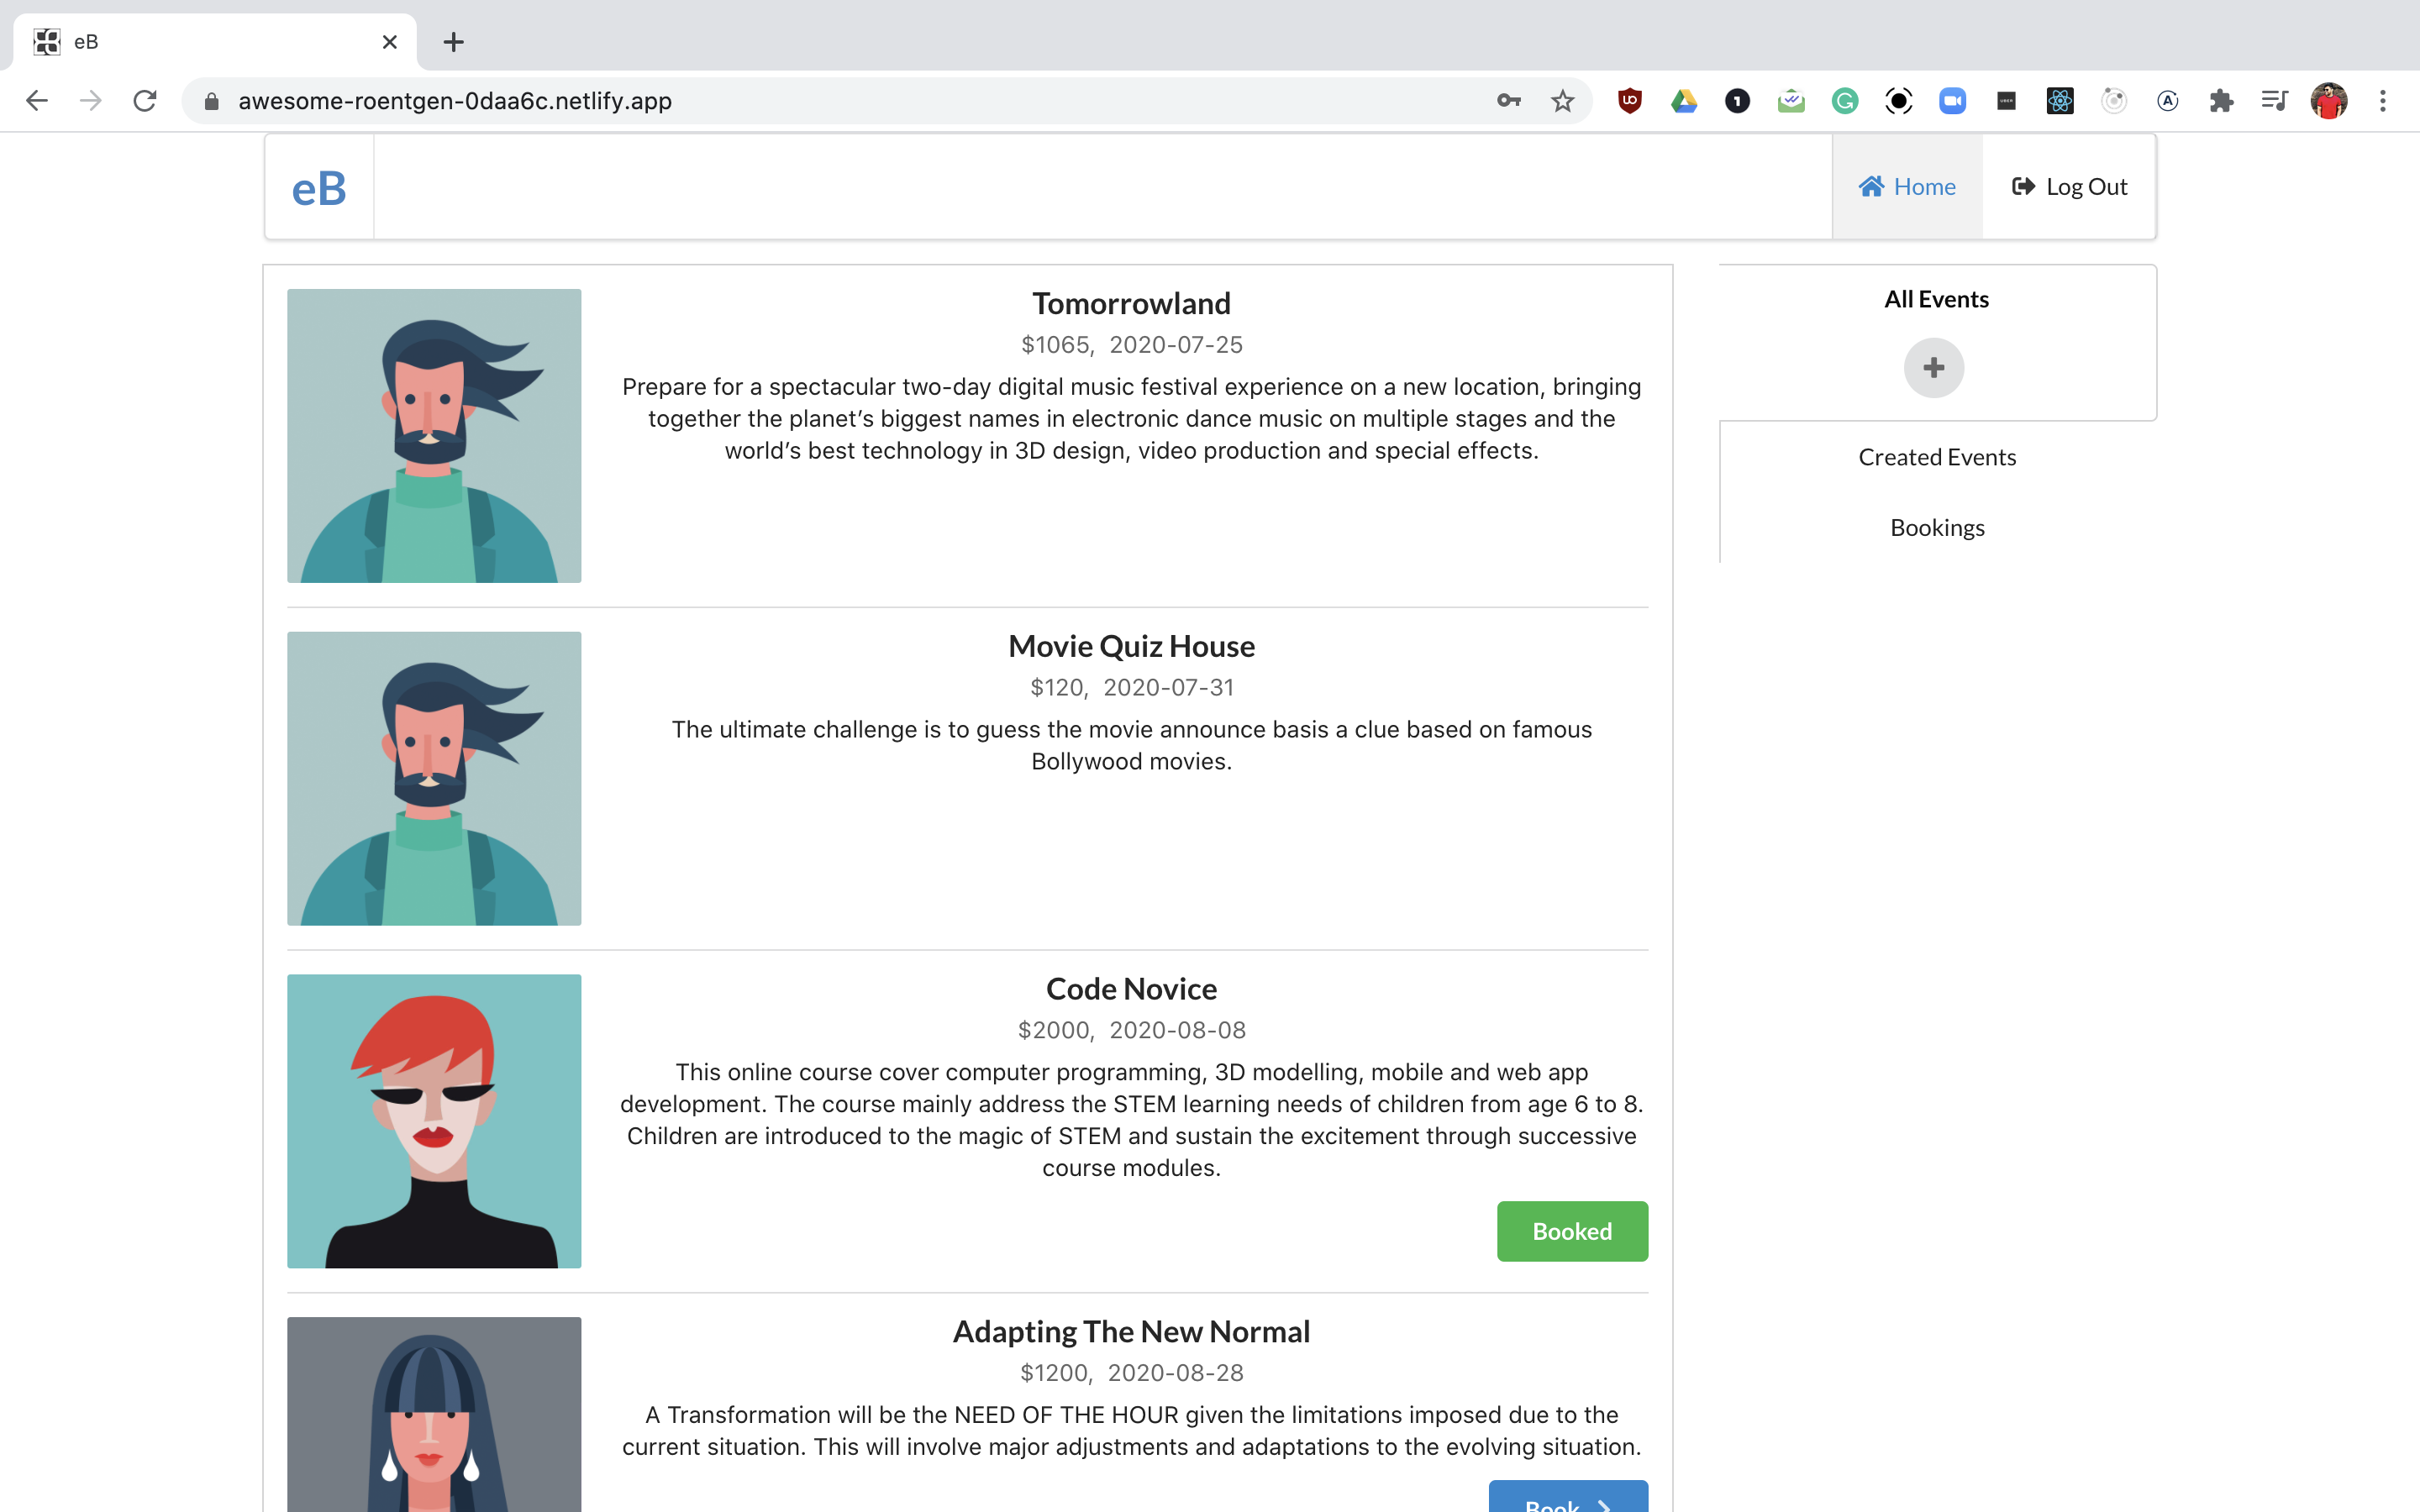 eB
awesome-roentgen-0daa6c.netlify.app
eB
Home
Log Out
Tomorrowland
$1065, 2020-07-25
Prepare for a spectacular two-day digital music festival experience on a new location, bringing
together the planet’s biggest names in electronic dance music on multiple stages and the
world’s best technology in 3D design, video production and special effects.
All Events
Created Events
Bookings
Movie Quiz House
$120, 2020-07-31
The ultimate challenge is to guess the movie announce basis a clue based on famous
Bollywood movies.
Code Novice
$2000, 2020-08-08
This online course cover computer programming, 3D modelling, mobile and web app
development. The course mainly address the STEM learning needs of children from age 6 to 8.
Children are introduced to the magic of STEM and sustain the excitement through successive
course modules.
Booked
Adapting The New Normal
$1200, 2020-08-28
A Transformation will be the NEED OF THE HOUR given the limitations imposed due to the
current situation. This will involve major adjustments and adaptations to the evolving situation.
Book